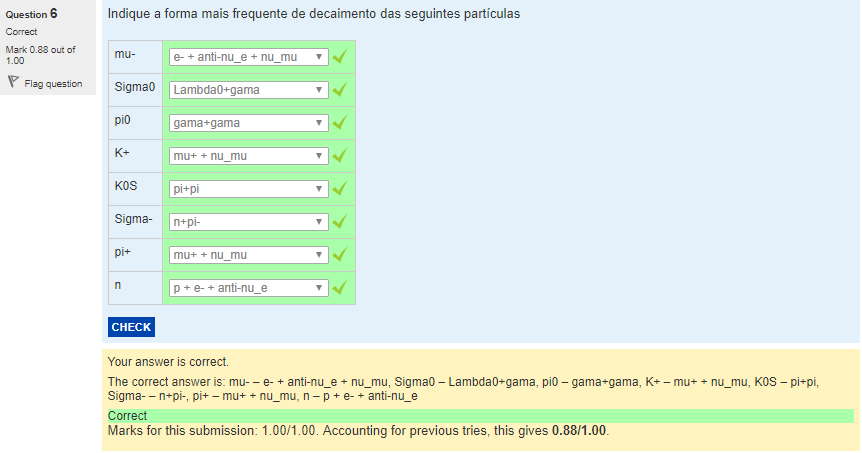 Question 6
Correct
Mark 0.88 out of
1.00
Flag question
Indique a forma mais frequente de decaimento das seguintes partículas
mu- e- + anti-nu_e + nu_mu
Sigma0 Lambda0+gama
pi0 gama+gama
K+ mu+ + nu_mu
K0S pi+pi
Sigma- n+pi-
pi+ mu+ + nu_mu
n p + e- + anti-nu_e
CHECK
Your answer is correct.
The correct answer is: mu- – e- + anti-nu_e + nu_mu, Sigma0 – Lambda0+gama, pi0 – gama+gama, K+ – mu+ + nu_mu, K0S – pi+pi,
Sigma- – n+pi-, pi+ – mu+ + nu_mu, n – p + e- + anti-nu_e
Correct
Marks for this submission: 1.00/1.00. Accounting for previous tries, this gives 0.88/1.00.